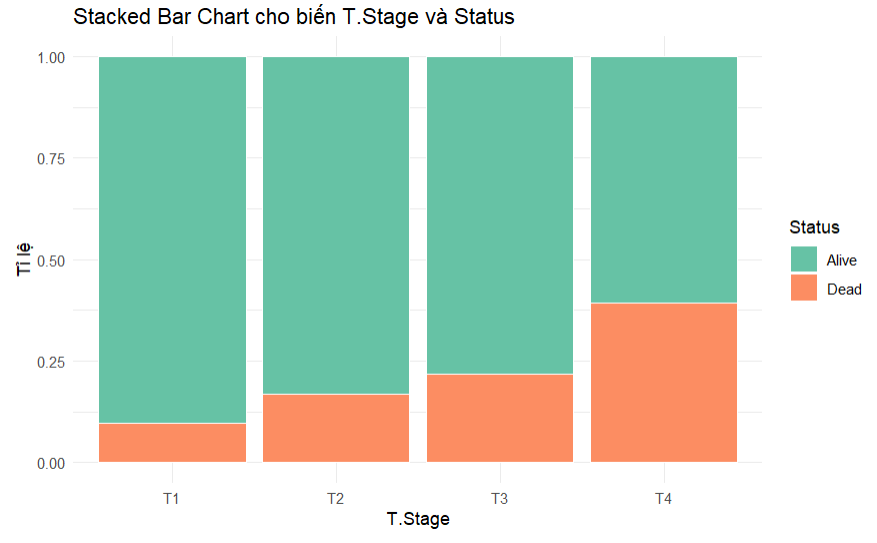 Stacked Bar Chart cho biến T.Stage và Status
1.00
0.75
0.50
0.25
0.00
Tỉ lệ
T1 T2 T3 T4
T.Stage
Status
Alive
Dead